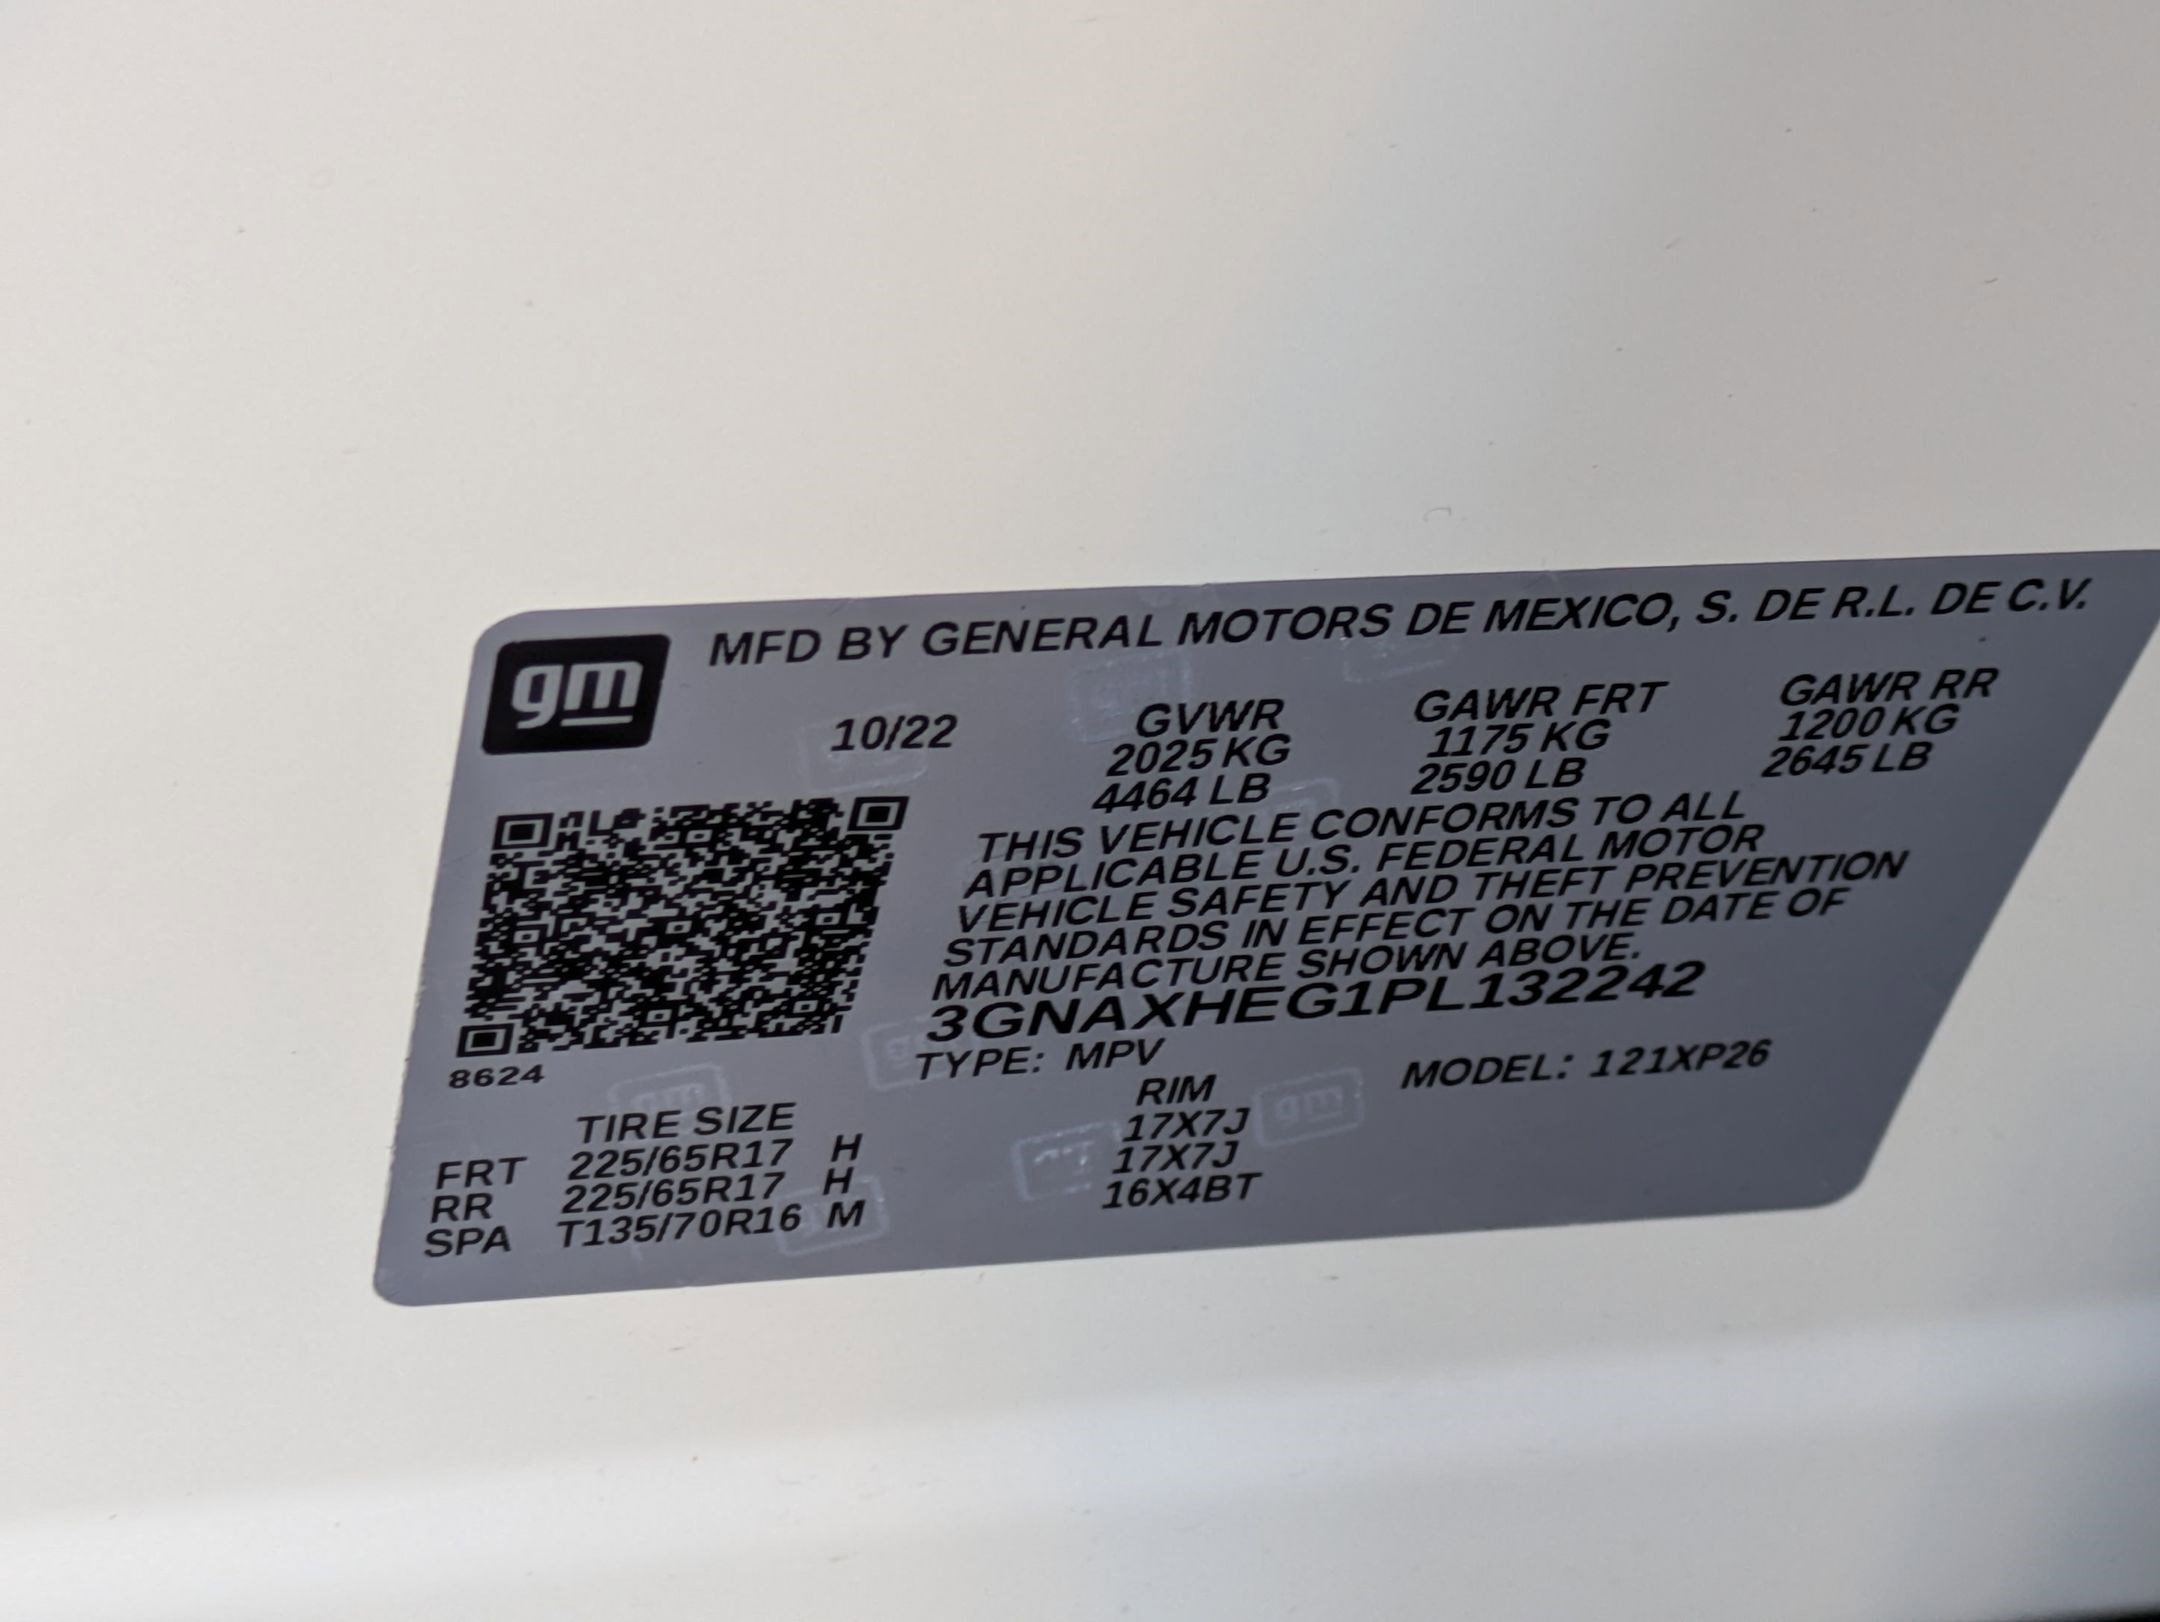 gm MFD BY GENERAL MOTORS DE MEXICO, S. DE R.L. DE C.V.
10/22 GVWR GAWR FRT GAWR RR
2025 KG 1175 KG 1200 KG
4464 LB 2590 LB 2645 LB
THIS VEHICLE CONFORMS TO ALL
APPLICABLE U.S. FEDERAL MOTOR
VEHICLE SAFETY AND THEFT PREVENTION
STANDARDS IN EFFECT ON THE DATE OF
MANUFACTURE SHOWN ABOVE.
3GNAXHEG1PL132242
8624
TYPE: MPV MODEL: 121XP26
TIRE SIZE RIM
FRT 225/65R17 H 17X7J
RR 225/65R17 H 17X7J
SPA T135/70R16 M 16X4BT